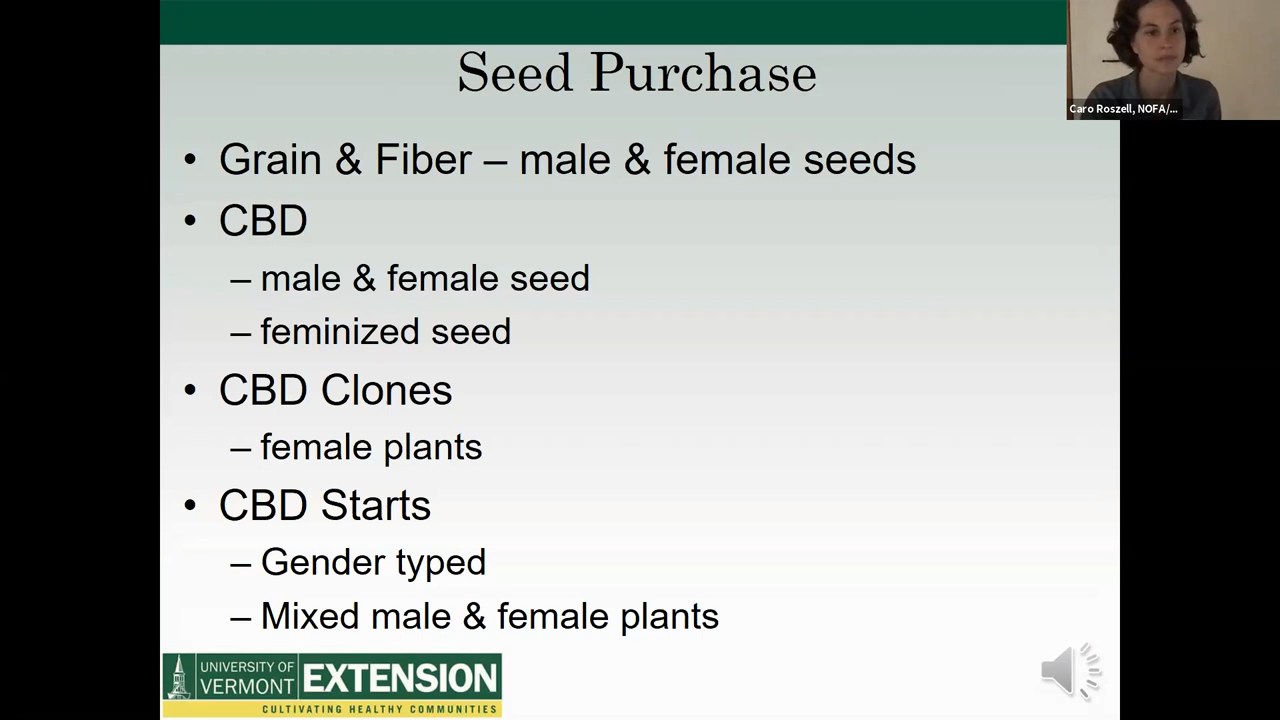 Seed Purchase
Caro Roszell, NOFA/...
• Grain & Fiber – male & female seeds
• CBD
– male & female seed
– feminized seed
• CBD Clones
– female plants
• CBD Starts
– Gender typed
– Mixed male & female plants
UNIVERSITY OF
VERMONT
EXTENSION
CULTIVATING HEALTHY COMMUNITIES